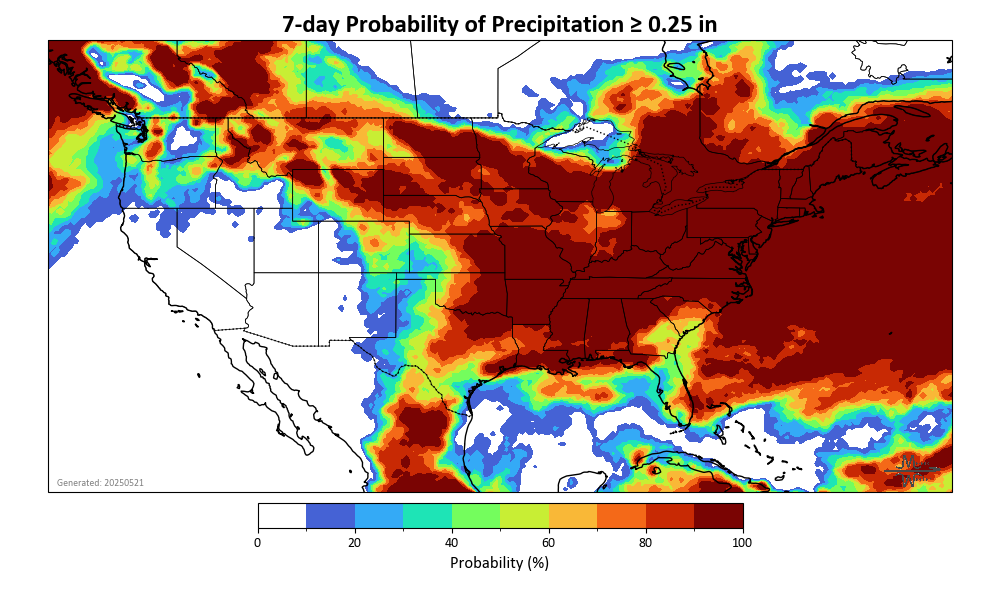 7-day Probability of Precipitation ≥ 0.25 in
Generated: 20250521
0 20 40 60 80 100
Probability (%)